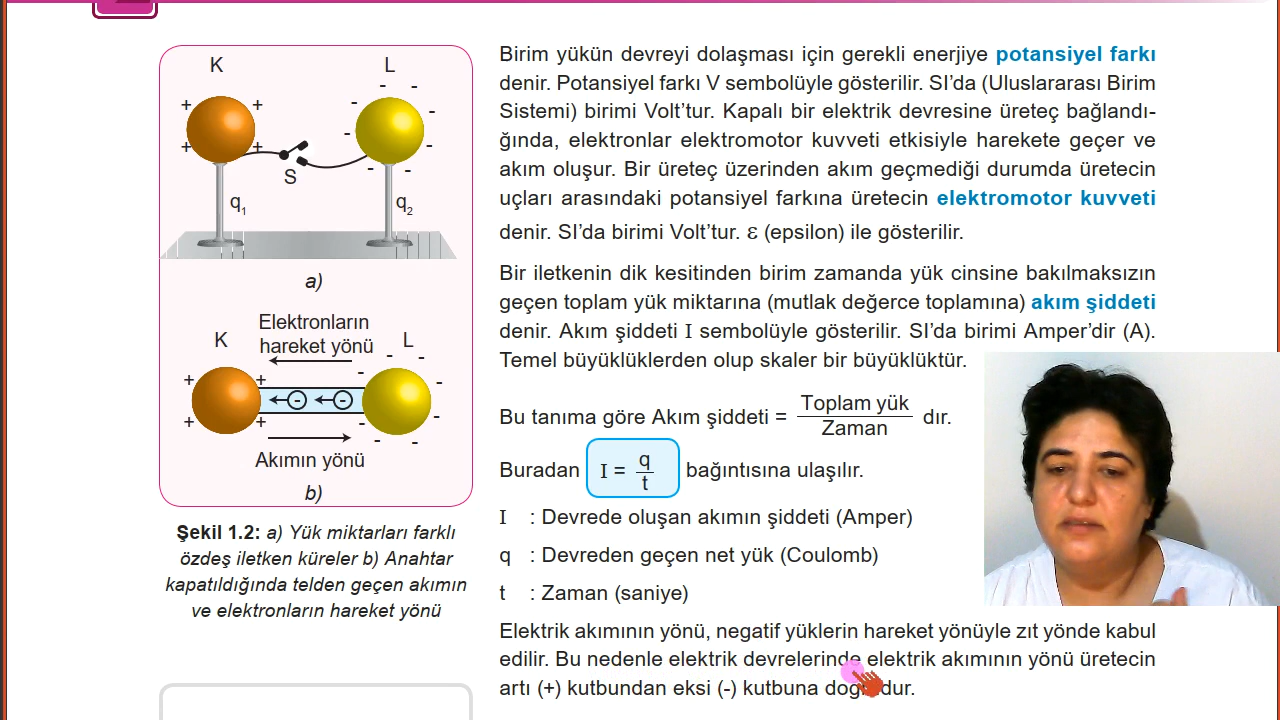 K
L
S
q1
q2
a)
Elektronların
hareket yönü
K
L
Akımın yönü
b)
Şekil 1.2: a) Yük miktarları farklı
özdeş iletken küreler b) Anahtar
kapatıldığında telden geçen akımın
ve elektronların hareket yönü
Birim yükün devreyi dolaşması için gerekli enerjiye potansiyel farkı
denir. Potansiyel farkı V sembolüyle gösterilir. SI’da (Uluslararası Birim
Sistemi) birimi Volt’tur. Kapalı bir elektrik devresine üreteç bağlandı-
ğında, elektronlar elektromotor kuvveti etkisiyle harekete geçer ve
akım oluşur. Bir üreteç üzerinden akım geçmediği durumda üretecin
uçları arasındaki potansiyel farkına üretecin elektromotor kuvveti
denir. SI’da birimi Volt’tur. ε (epsilon) ile gösterilir.
Bir iletkenin dik kesitinden birim zamanda yük cinsine bakılmaksızın
geçen toplam yük miktarına (mutlak değerce toplamına) akım şiddeti
denir. Akım şiddeti I sembolüyle gösterilir. SI’da birimi Amper’dir (A).
Temel büyüklüklerden olup skaler bir büyüklüktür.
Bu tanıma göre Akım şiddeti = Toplam yük / Zaman dır.
Buradan I = q / t bağıntısına ulaşılır.
I : Devrede oluşan akımın şiddeti (Amper)
q : Devreden geçen net yük (Coulomb)
t : Zaman (saniye)
Elektrik akımının yönü, negatif yüklerin hareket yönüyle zıt yönde kabul
edilir. Bu nedenle elektrik devrelerinde elektrik akımının yönü üretecin
artı (+) kutbundan eksi (-) kutbuna doğrudur.